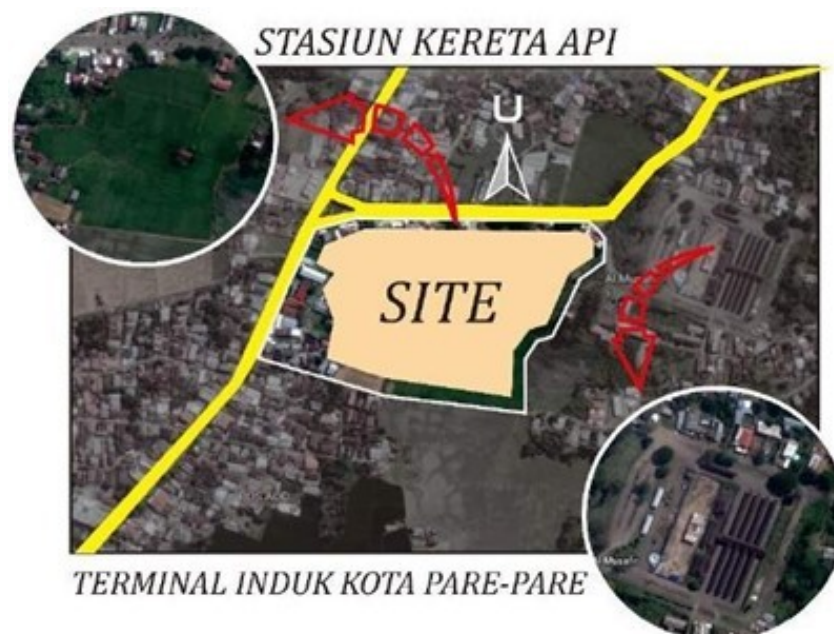 STASIUN KERETA API
U
SITE
TERMINAL INDUK KOTA PARE-PARE